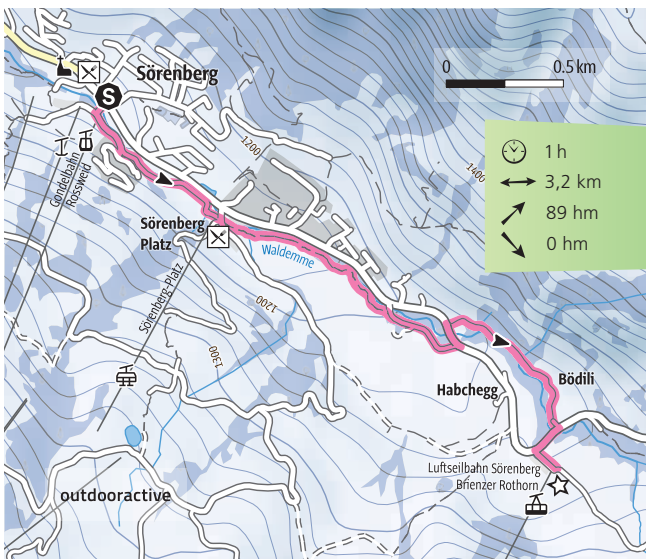 Sörenberg
S
0 0.5 km
1 h
3,2 km
89 hm
0 hm
1200
1400
Gondelbahn
Rossweid
Sörenberg
Platz
Waldemme
Sörenberg-Platz
1200
1300
Habchegg
Bödili
Luftseilbahn Sörenberg
Brienzer Rothorn
outdooractive